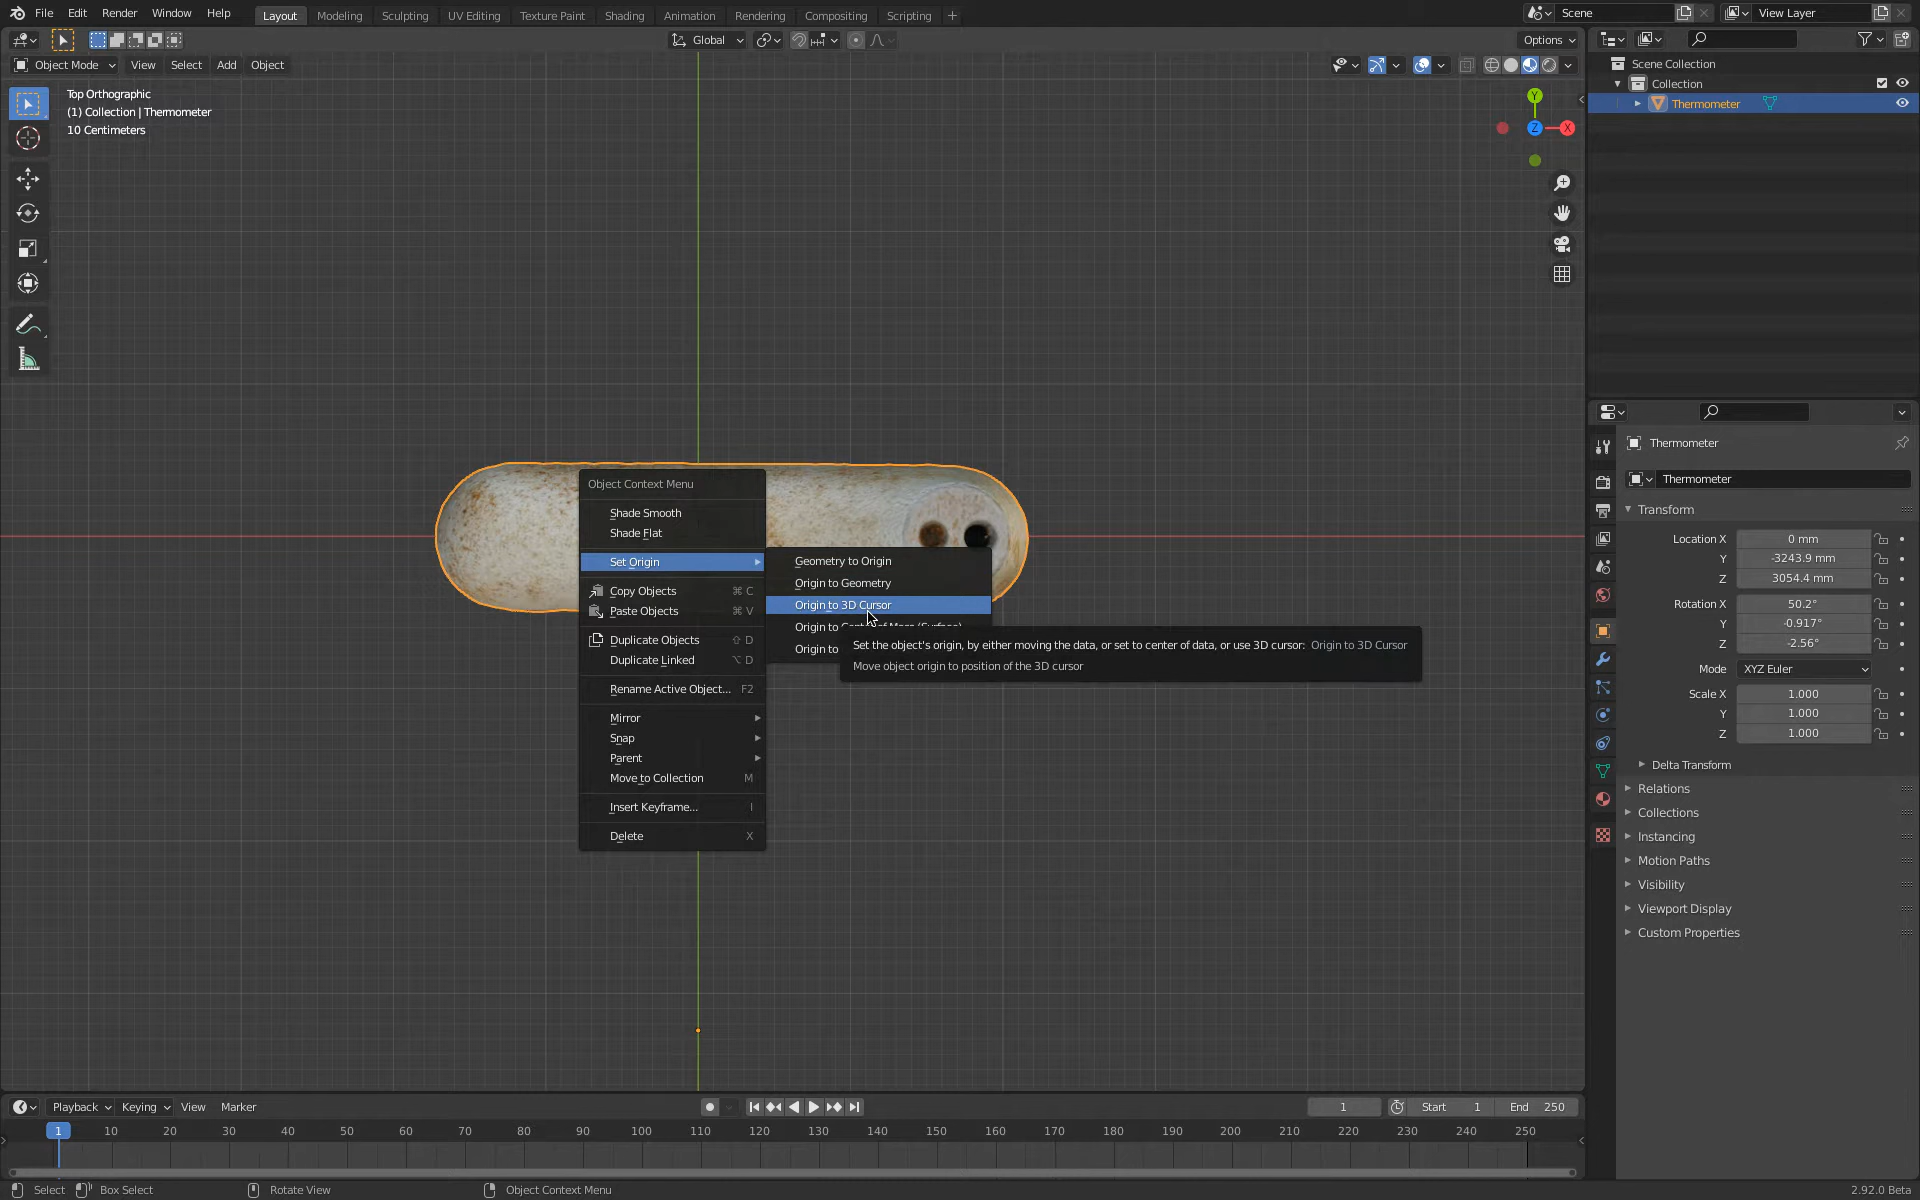 File Edit Render Window Help Layout Modeling Sculpting UV Editing Texture Paint Shading Animation Rendering Compositing Scripting + Scene View Layer
Global Options
Object Mode View Select Add Object
Top Orthographic
(1) Collection | Thermometer
10 Centimeters
Y
Z
X
Scene Collection
Collection
Thermometer
Object Context Menu
Shade Smooth
Shade Flat
Set Origin
Copy Objects ⌘ C
Paste Objects ⌘ V
Duplicate Objects ⇧ D
Duplicate Linked ⌥ D
Rename Active Object... F2
Mirror
Snap
Parent
Move to Collection M
Insert Keyframe... I
Delete X
Geometry to Origin
Origin to Geometry
Origin to 3D Cursor
Origin to Center of Mass (Surface)
Origin to
Set the object's origin, by either moving the data, or set to center of data, or use 3D cursor: Origin to 3D Cursor
Move object origin to position of the 3D cursor
Thermometer
Thermometer
Transform
Location X 0 mm
Y -3243.9 mm
Z 3054.4 mm
Rotation X 50.2°
Y -0.917°
Z -2.56°
Mode XYZ Euler
Scale X 1.000
Y 1.000
Z 1.000
Delta Transform
Relations
Collections
Instancing
Motion Paths
Visibility
Viewport Display
Custom Properties
Playback Keying View Marker 1 Start 1 End 250
1 10 20 30 40 50 60 70 80 90 100 110 120 130 140 150 160 170 180 190 200 210 220 230 240 250
Select Box Select Rotate View Object Context Menu 2.92.0 Beta